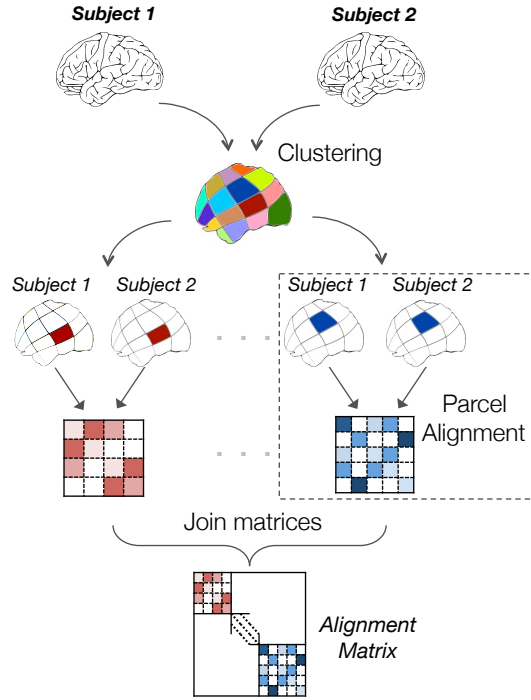 Subject 1
Subject 2
Clustering
Subject 1
Subject 2
Subject 1
Subject 2
Parcel
Alignment
Join matrices
Alignment
Matrix